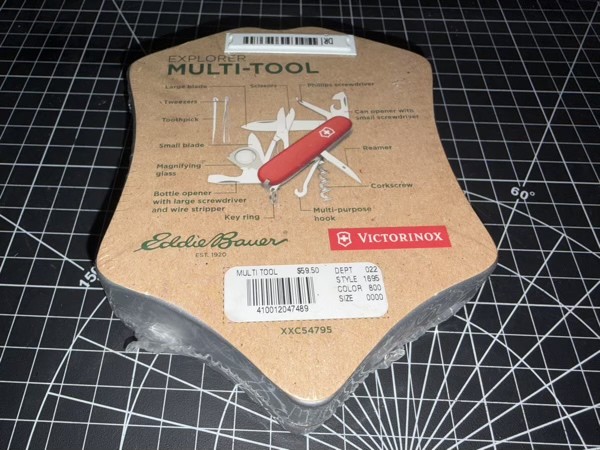 DR
EXPLORER
MULTI-TOOL
Large blade
Scissors
Phillips screwdriver
Tweezers
Can opener with
small screwdriver
Toothpick
Small blade
Reamer
Magnifying
glass
Corkscrew
Bottle opener
with large screwdriver
and wire stripper
Key ring
Multi-purpose
hook
Eddie Bauer
EST. 1920
VICTORINOX
MULTI TOOL $59.50
DEPT 022
STYLE 1695
COLOR 800
SIZE 0000
410012047489
XXC54795
60°
15